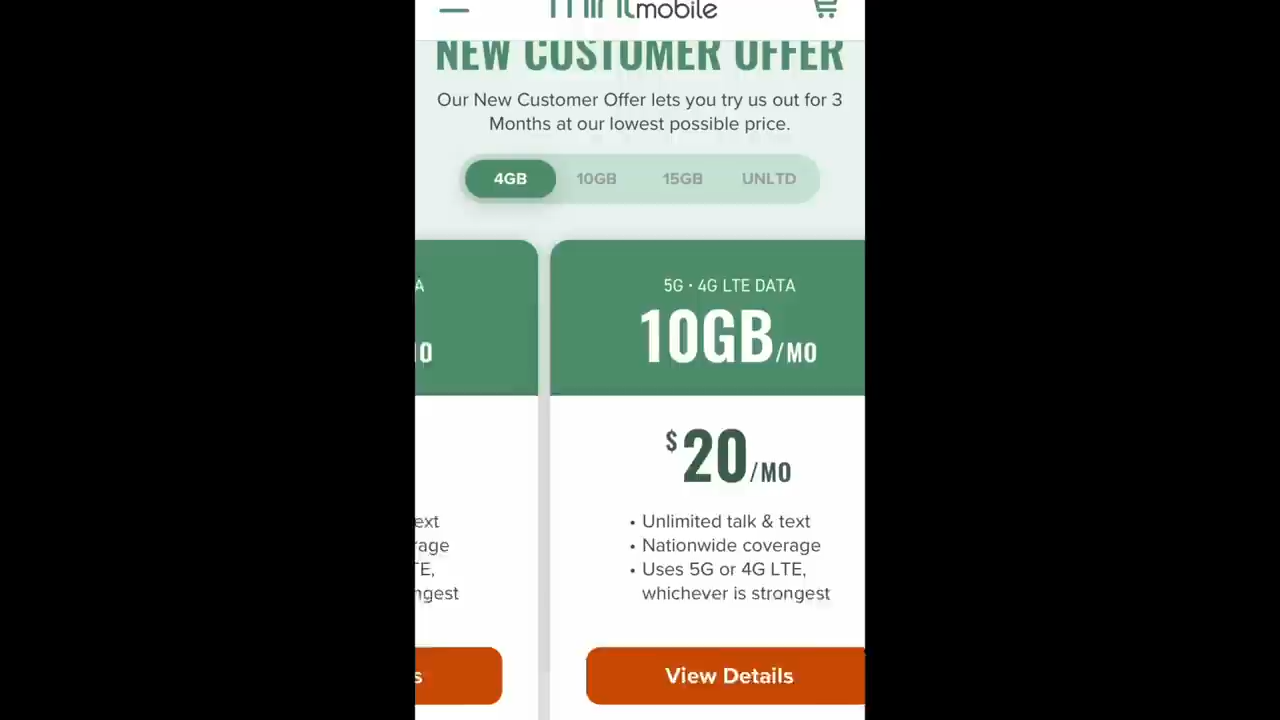 mint mobile
NEW CUSTOMER OFFER
Our New Customer Offer lets you try us out for 3
Months at our lowest possible price.
4GB 10GB 15GB UNLTD
5G · 4G LTE DATA
10GB/MO
$20/MO
• Unlimited talk & text
• Nationwide coverage
• Uses 5G or 4G LTE,
whichever is strongest
View Details